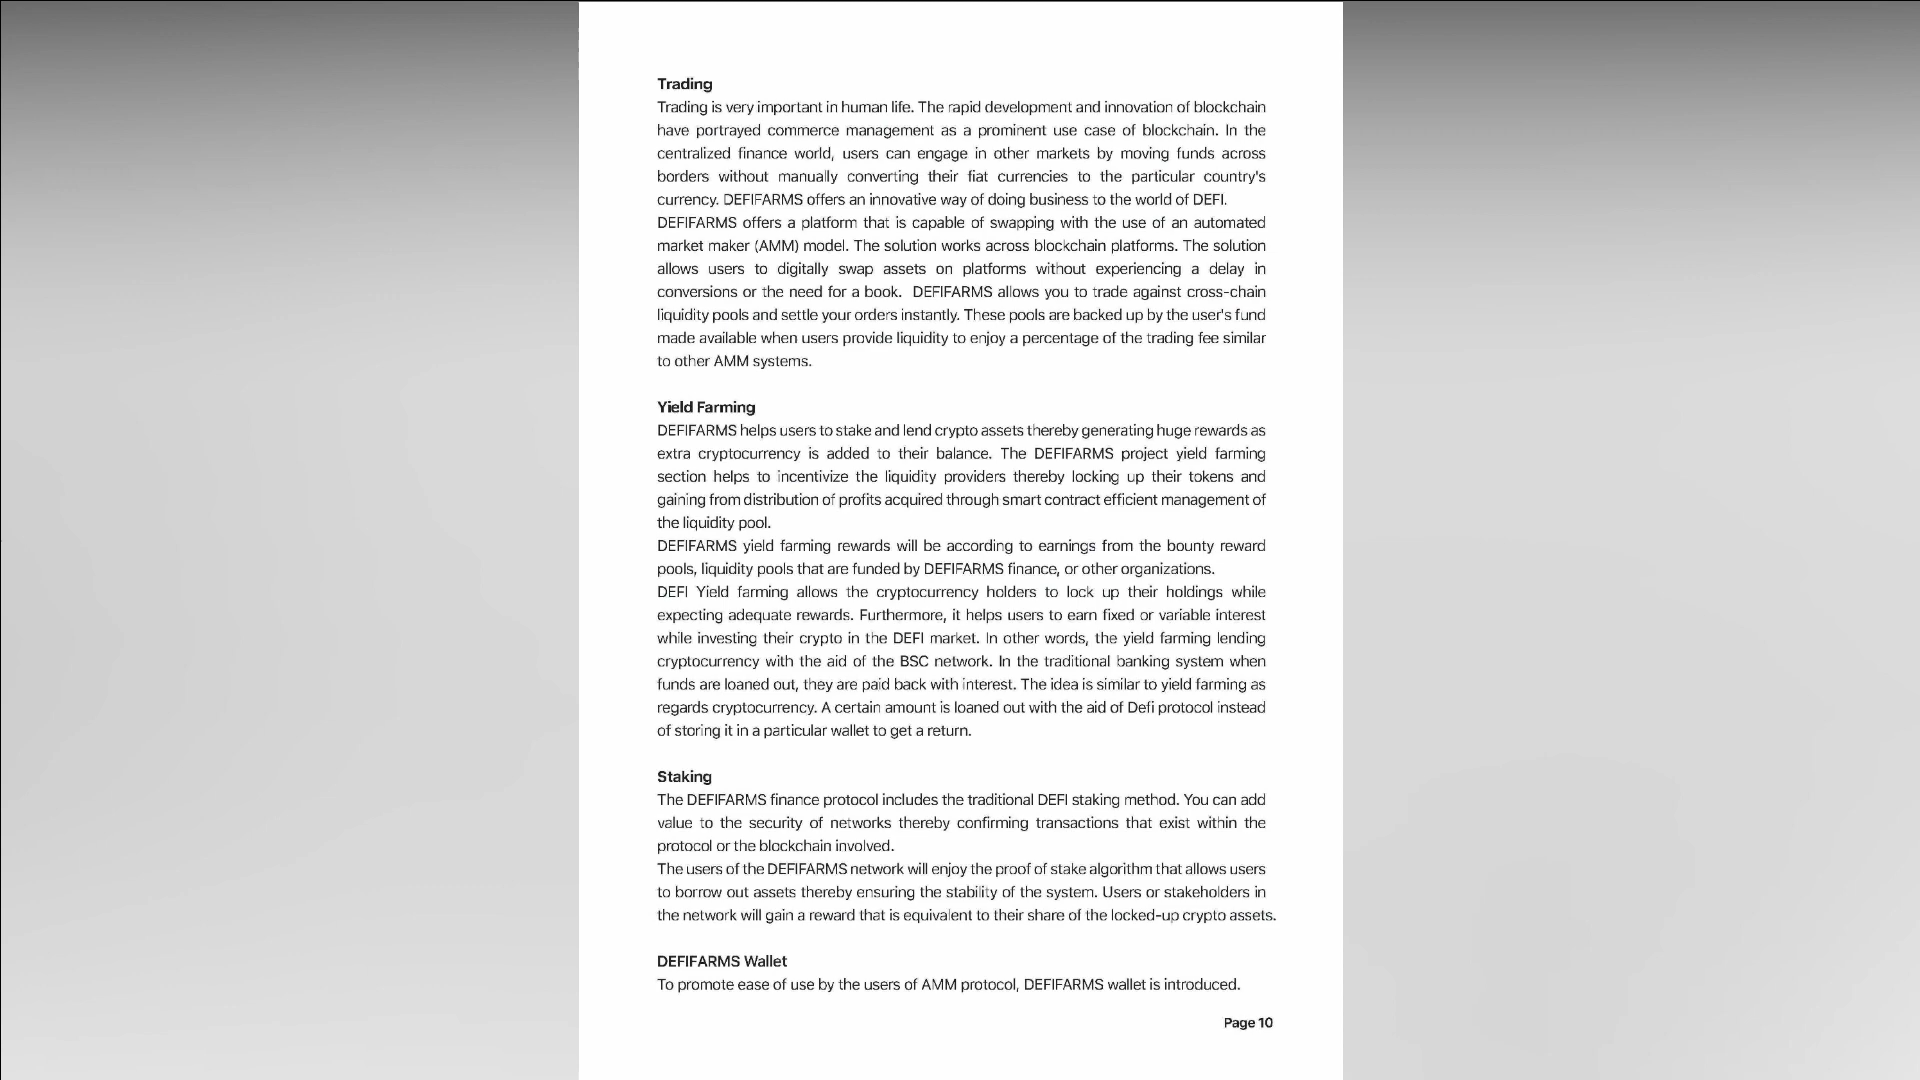 Trading
Trading is very important in human life. The rapid development and innovation of blockchain
have portrayed commerce management as a prominent use case of blockchain. In the
centralized finance world, users can engage in other markets by moving funds across
borders without manually converting their fiat currencies to the particular country's
currency. DEFIFARMS offers an innovative way of doing business to the world of DEFI.
DEFIFARMS offers a platform that is capable of swapping with the use of an automated
market maker (AMM) model. The solution works across blockchain platforms. The solution
allows users to digitally swap assets on platforms without experiencing a delay in
conversions or the need for a book. DEFIFARMS allows you to trade against cross-chain
liquidity pools and settle your orders instantly. These pools are backed up by the user's fund
made available when users provide liquidity to enjoy a percentage of the trading fee similar
to other AMM systems.
Yield Farming
DEFIFARMS helps users to stake and lend crypto assets thereby generating huge rewards as
extra cryptocurrency is added to their balance. The DEFIFARMS project yield farming
section helps to incentivize the liquidity providers thereby locking up their tokens and
gaining from distribution of profits acquired through smart contract efficient management of
the liquidity pool.
DEFIFARMS yield farming rewards will be according to earnings from the bounty reward
pools, liquidity pools that are funded by DEFIFARMS finance, or other organizations.
DEFI Yield farming allows the cryptocurrency holders to lock up their holdings while
expecting adequate rewards. Furthermore, it helps users to earn fixed or variable interest
while investing their crypto in the DEFI market. In other words, the yield farming lending
cryptocurrency with the aid of the BSC network. In the traditional banking system when
funds are loaned out, they are paid back with interest. The idea is similar to yield farming as
regards cryptocurrency. A certain amount is loaned out with the aid of Defi protocol instead
of storing it in a particular wallet to get a return.
Staking
The DEFIFARMS finance protocol includes the traditional DEFI staking method. You can add
value to the security of networks thereby confirming transactions that exist within the
protocol or the blockchain involved.
The users of the DEFIFARMS network will enjoy the proof of stake algorithm that allows users
to borrow out assets thereby ensuring the stability of the system. Users or stakeholders in
the network will gain a reward that is equivalent to their share of the locked-up crypto assets.
DEFIFARMS Wallet
To promote ease of use by the users of AMM protocol, DEFIFARMS wallet is introduced.
Page 10